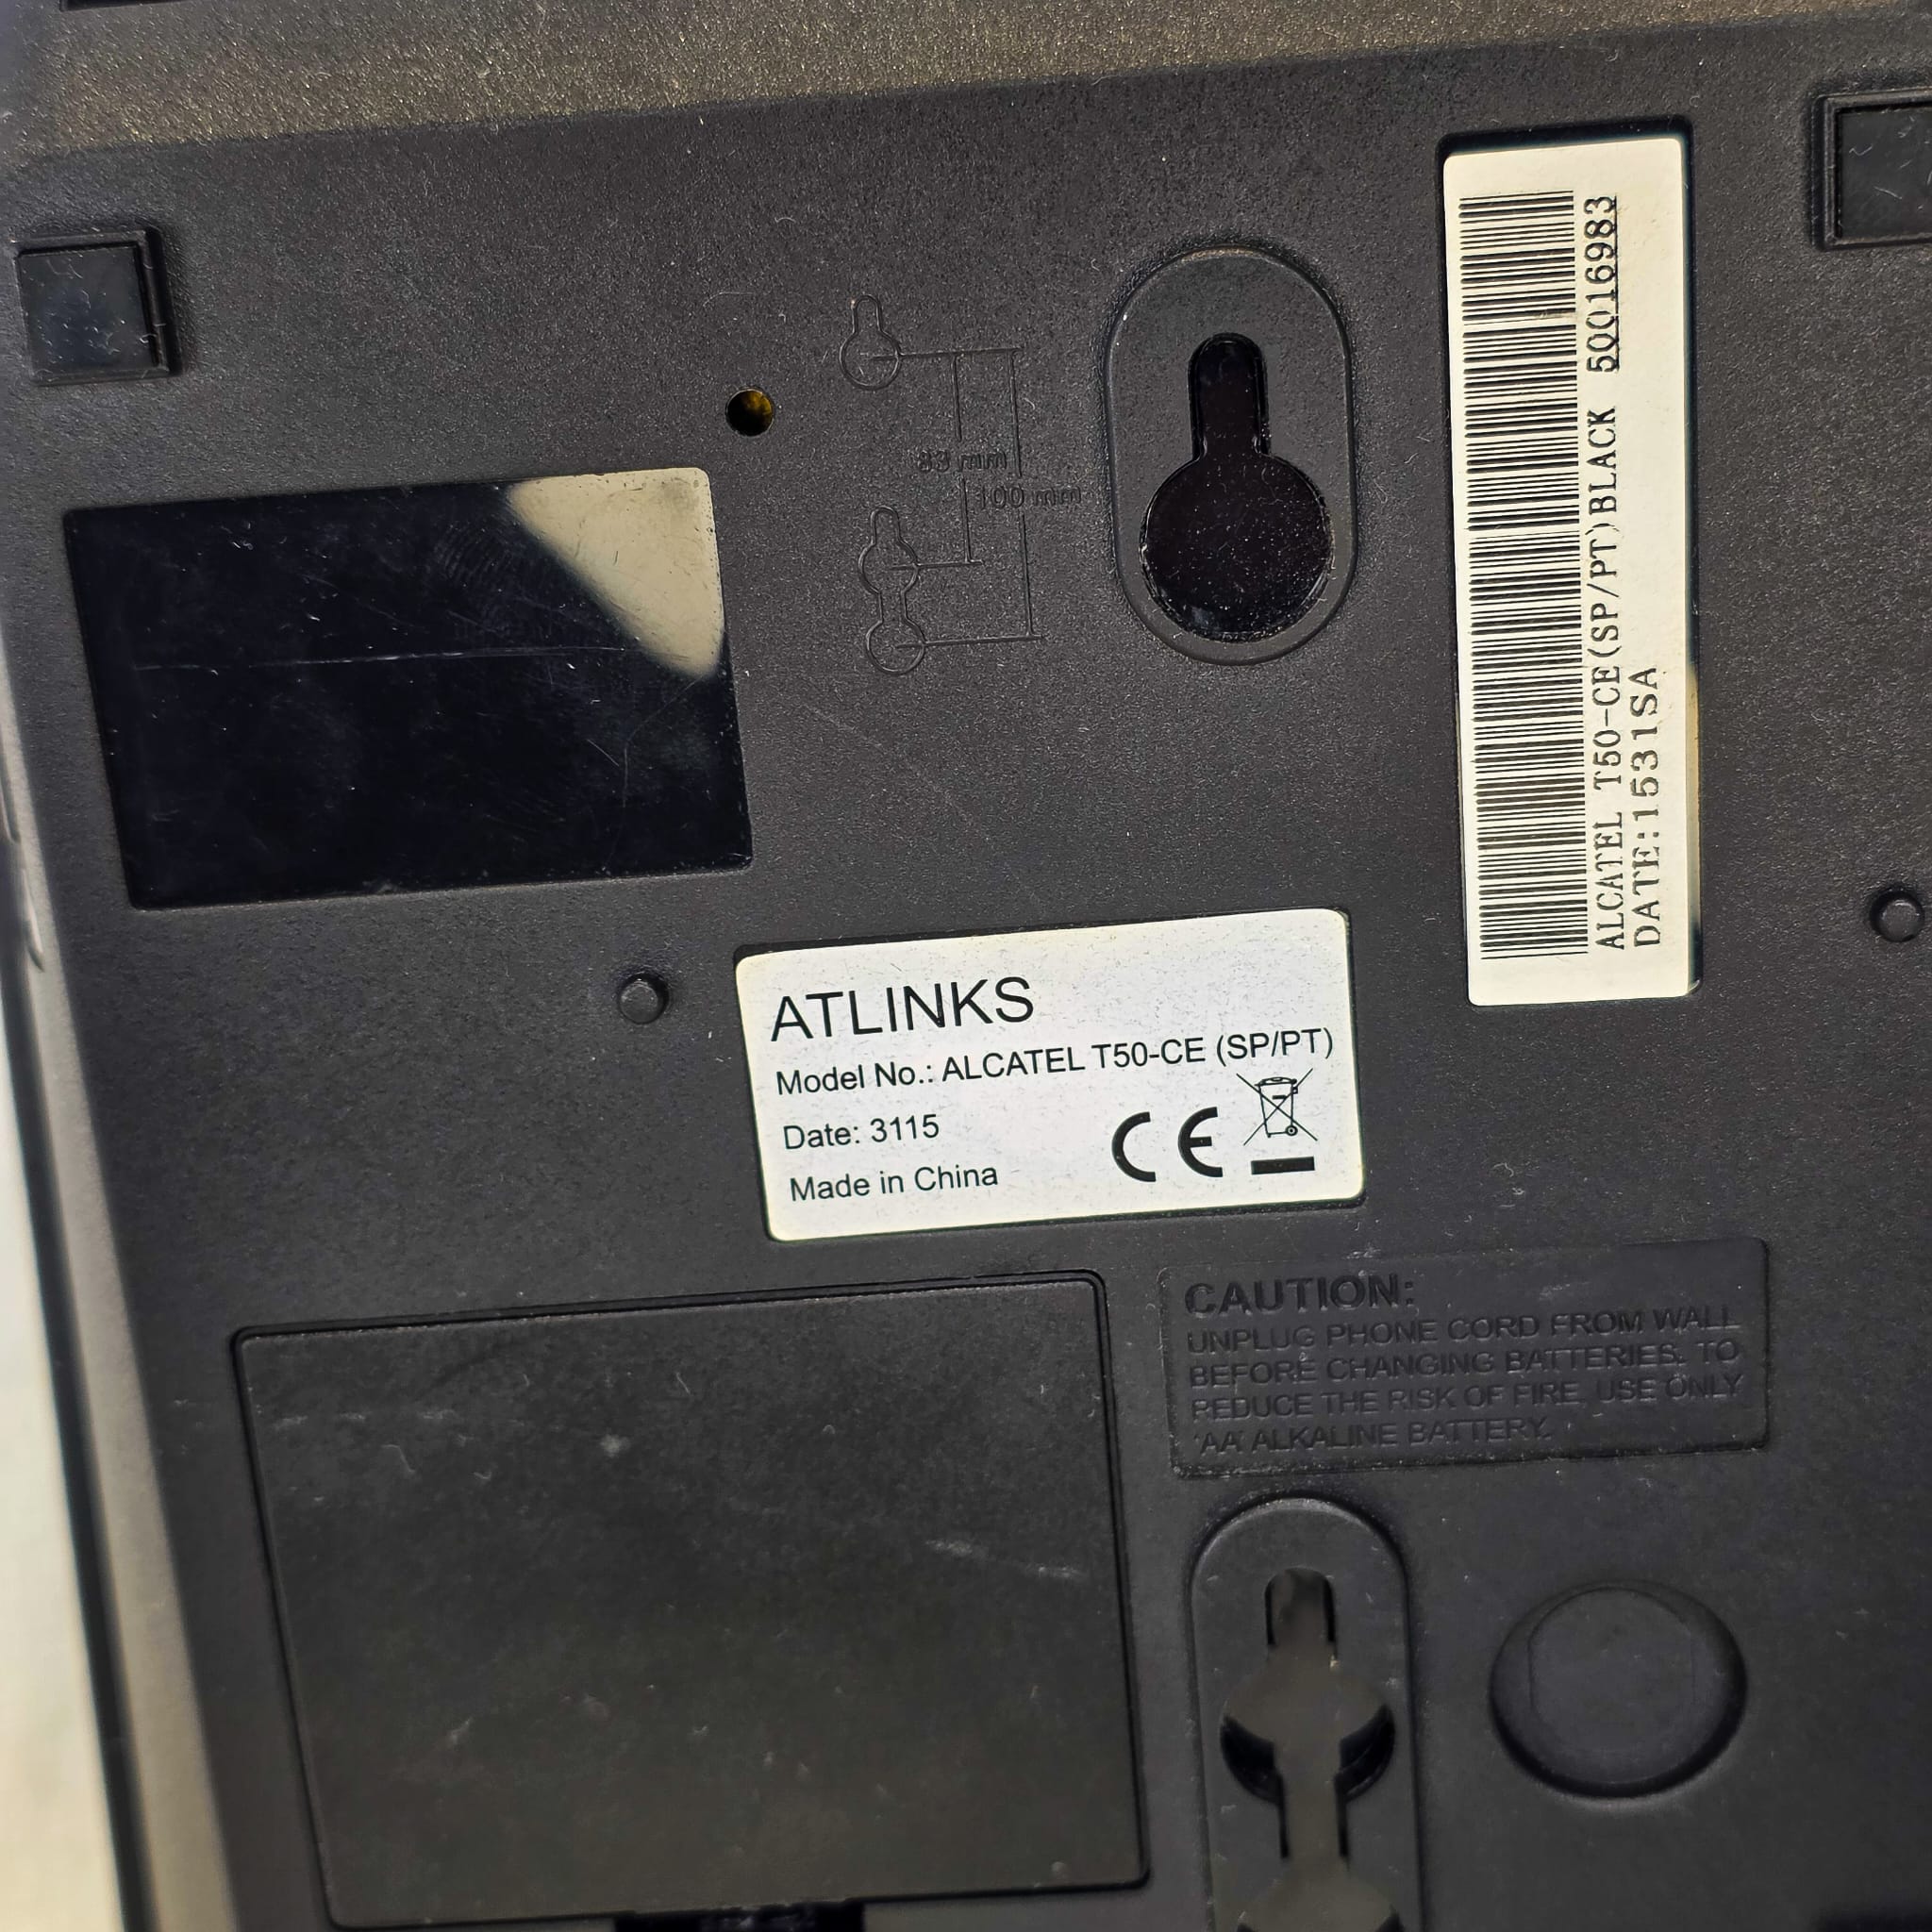 83 mm
100 mm
ALCATEL T50-CE(SP/PT)BLACK 50016983
DATE:1531SA
ATLINKS
Model No.: ALCATEL T50-CE (SP/PT)
Date: 3115
Made in China
CE
CAUTION:
UNPLUG PHONE CORD FROM WALL
BEFORE CHANGING BATTERIES. TO
REDUCE THE RISK OF FIRE, USE ONLY
'AA' ALKALINE BATTERY.